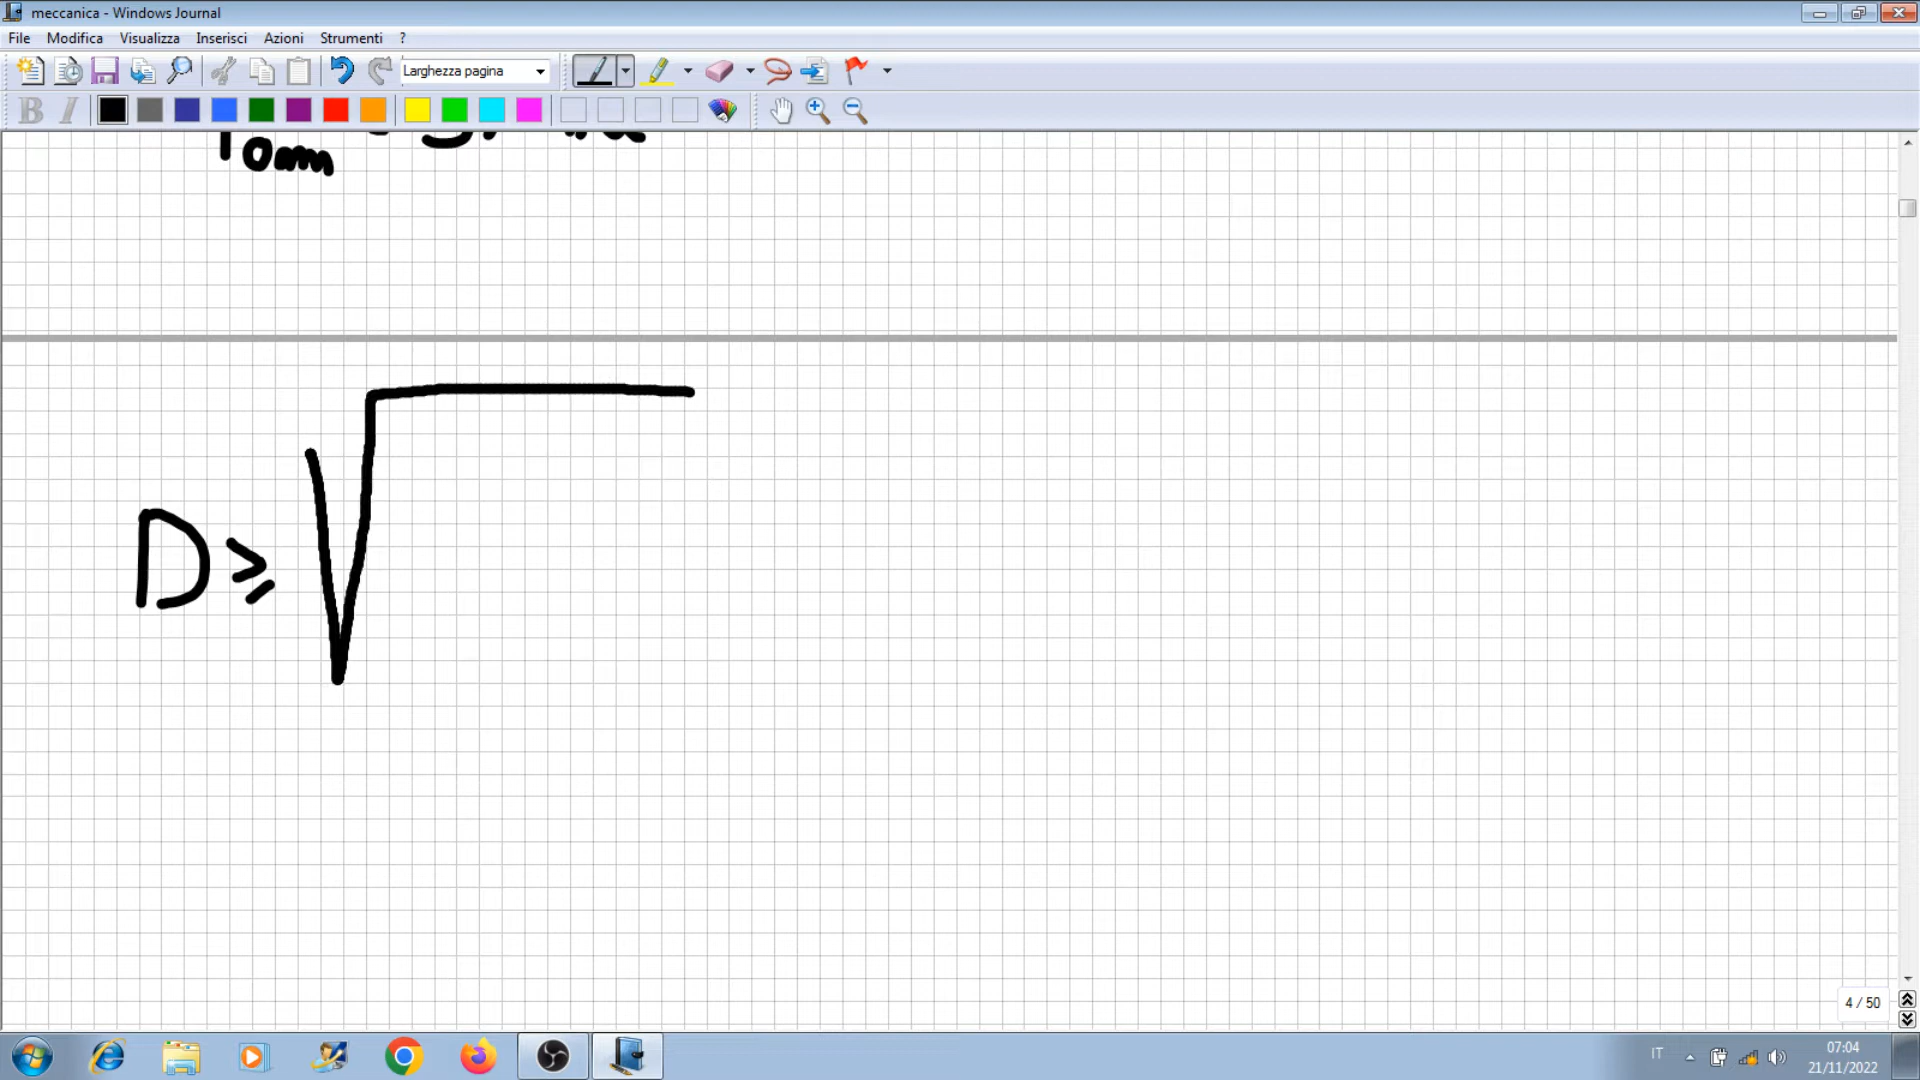 meccanica - Windows Journal
File Modifica Visualizza Inserisci Azioni Strumenti ?
Larghezza pagina
B I
D ≥ √
4 / 50
IT
07:04
21/11/2022